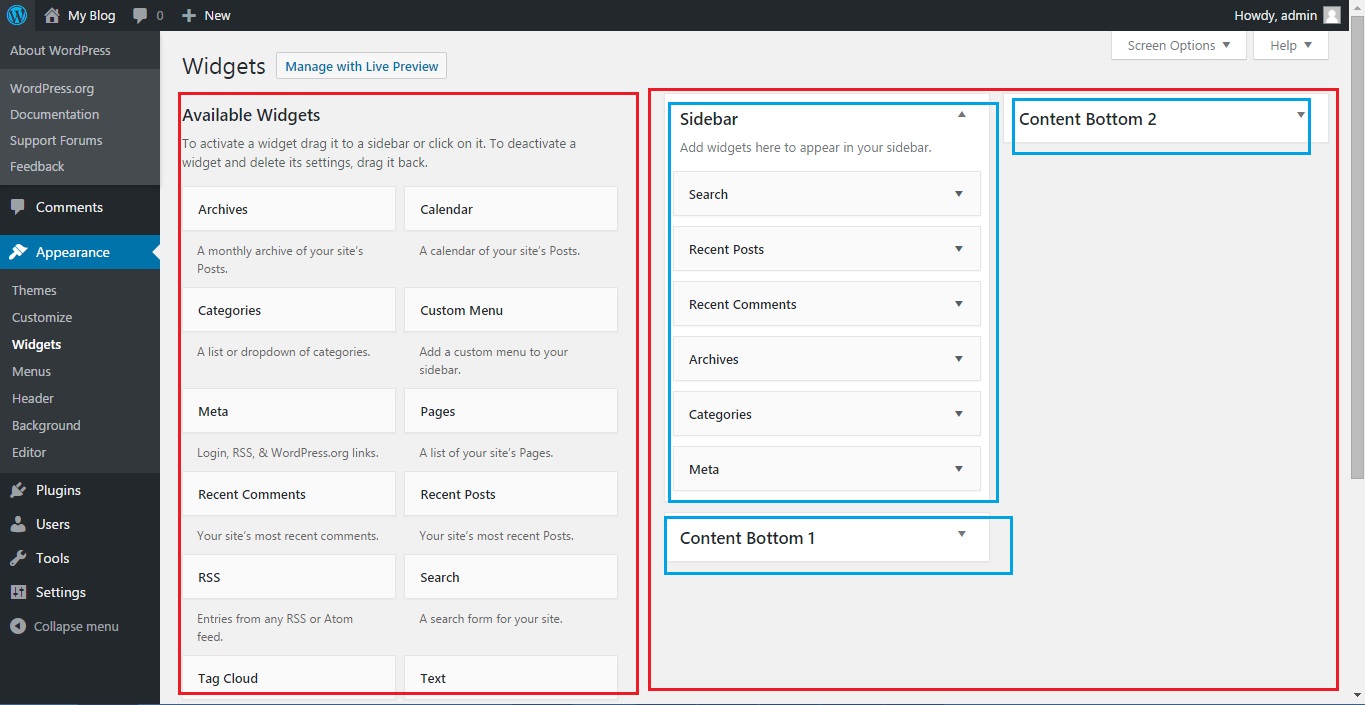 My Blog
0
New
Howdy, admin
About WordPress
WordPress.org
Documentation
Support Forums
Feedback
Comments
Appearance
Themes
Customize
Widgets
Menus
Header
Background
Editor
Plugins
Users
Tools
Settings
Collapse menu
Screen Options
Help
Widgets
Manage with Live Preview
Available Widgets
To activate a widget drag it to a sidebar or click on it. To deactivate a
widget and delete its settings, drag it back.
Archives
A monthly archive of your site’s
Posts.
Calendar
A calendar of your site’s Posts.
Categories
A list or dropdown of categories.
Custom Menu
Add a custom menu to your
sidebar.
Meta
Login, RSS, & WordPress.org links.
Pages
A list of your site’s Pages.
Recent Comments
Your site’s most recent comments.
Recent Posts
Your site’s most recent Posts.
RSS
Entries from any RSS or Atom
feed.
Search
A search form for your site.
Tag Cloud
Text
Sidebar
Add widgets here to appear in your sidebar.
Search
Recent Posts
Recent Comments
Archives
Categories
Meta
Content Bottom 1
Content Bottom 2